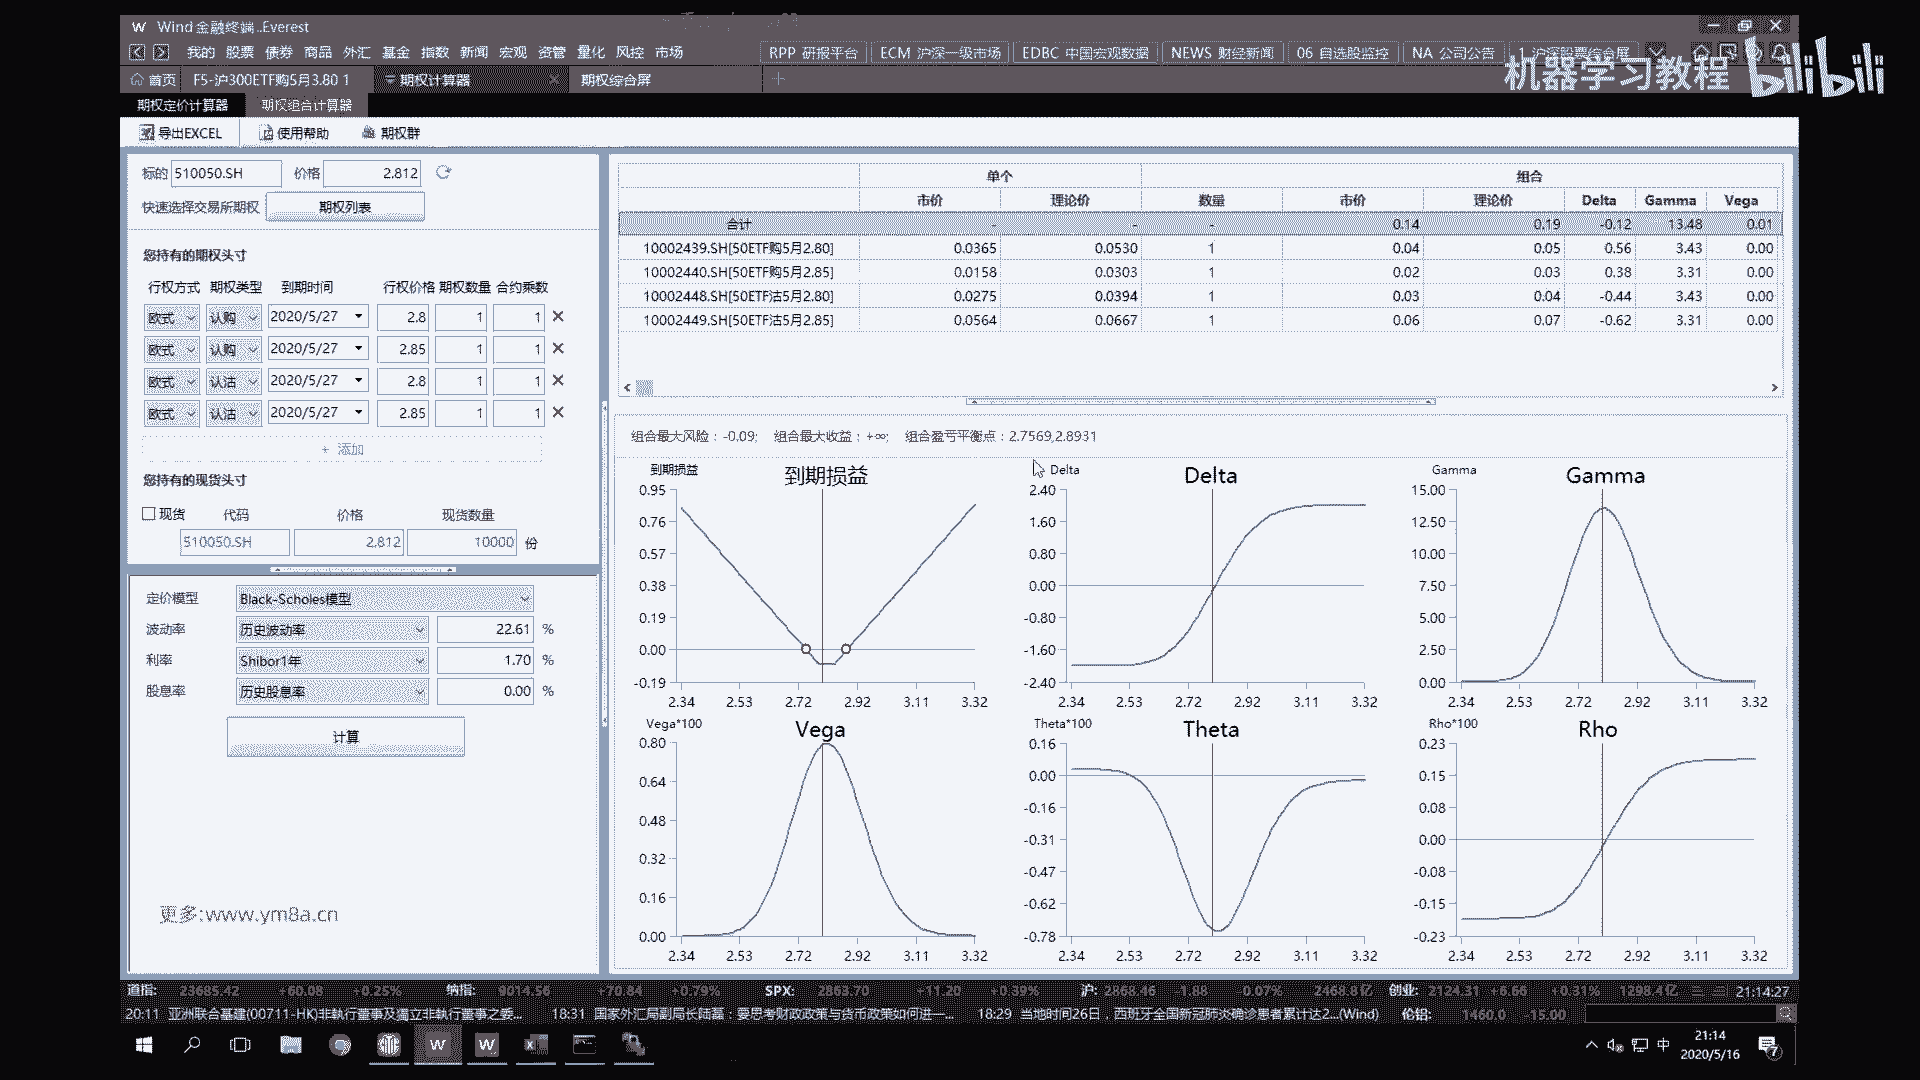 W Wind 金融终端..Everest
我的 股票 债券 商品 外汇 基金 指数 新闻 宏观 资管 量化 风控 市场 RPP 研报平台 ECM 沪深一级市场 EDBC 中国宏观数据 NEWS 财经新闻 06 自选股监控 NA 公司公告 1 沪深股票综合屏
机器学习教程 bilibili
首页 F5-沪300ETF购5月3.80 1 期权计算器 期权综合屏
期权定价计算器 期权组合计算器
导出EXCEL 使用帮助 期权群
标的 510050.SH 价格 2.812
快速选择交易所期权 期权列表
您持有的期权头寸
行权方式 期权类型 到期时间 行权价格 期权数量 合约乘数
欧式 认购 2020/5/27 2.8 1 1
欧式 认购 2020/5/27 2.85 1 1
欧式 认沽 2020/5/27 2.8 1 1
欧式 认沽 2020/5/27 2.85 1 1
+ 添加
您持有的现货头寸
现货 代码 价格 现货数量
510050.SH 2.812 10000 份
定价模型 Black-Scholes模型
波动率 历史波动率 22.61 %
利率 Shibor1年 1.70 %
股息率 历史股息率 0.00 %
计算
更多:www.ym8a.cn
单个 组合
市价 理论价 数量 市价 理论价 Delta Gamma Vega
合计 - - - 0.14 0.19 -0.12 13.48 0.01
10002439.SH[50ETF购5月2.80] 0.0365 0.0530 1 0.04 0.05 0.56 3.43 0.00
10002440.SH[50ETF购5月2.85] 0.0158 0.0303 1 0.02 0.03 0.38 3.31 0.00
10002448.SH[50ETF沽5月2.80] 0.0275 0.0394 1 0.03 0.04 -0.44 3.43 0.00
10002449.SH[50ETF沽5月2.85] 0.0564 0.0667 1 0.06 0.07 -0.62 3.31 0.00
组合最大风险：-0.09; 组合最大收益：+∞; 组合盈亏平衡点：2.7569,2.8931
到期损益 到期损益
0.95
0.76
0.57
0.38
0.19
0.00
-0.19
2.34 2.53 2.72 2.92 3.11 3.32
Delta Delta
2.40
1.60
0.80
0.00
-0.80
-1.60
-2.40
2.34 2.53 2.72 2.92 3.11 3.32
Gamma Gamma
15.00
12.50
10.00
7.50
5.00
2.50
0.00
2.34 2.53 2.72 2.92 3.11 3.32
Vega*100 Vega
0.80
0.64
0.48
0.32
0.16
0.00
2.34 2.53 2.72 2.92 3.11 3.32
Theta*100 Theta
0.16
0.00
-0.16
-0.31
-0.47
-0.62
-0.78
2.34 2.53 2.72 2.92 3.11 3.32
Rho*100 Rho
0.23
0.15
0.08
0.00
-0.08
-0.15
-0.23
2.34 2.53 2.72 2.92 3.11 3.32
道指: 23685.42 +60.08 +0.25% 纳指: 9014.56 +70.84 +0.79% SPX: 2863.70 +11.20 +0.39% 沪: 2868.46 -1.88 -0.07% 2468.8亿 创业: 2124.31 +6.66 +0.31% 1298.4亿 21:14:27
20:11 亚洲联合基建(00711-HK)非執行董事及獨立非執行董事之委... 18:31 国家外汇局副局长陆磊：要思考财政政策与货币政策如何进一... 18:29 当地时间26日，西班牙全国新冠肺炎确诊患者累计达2...(Wind) 伦铝: 1460.0 -15.00
中 21:14
2020/5/16
7